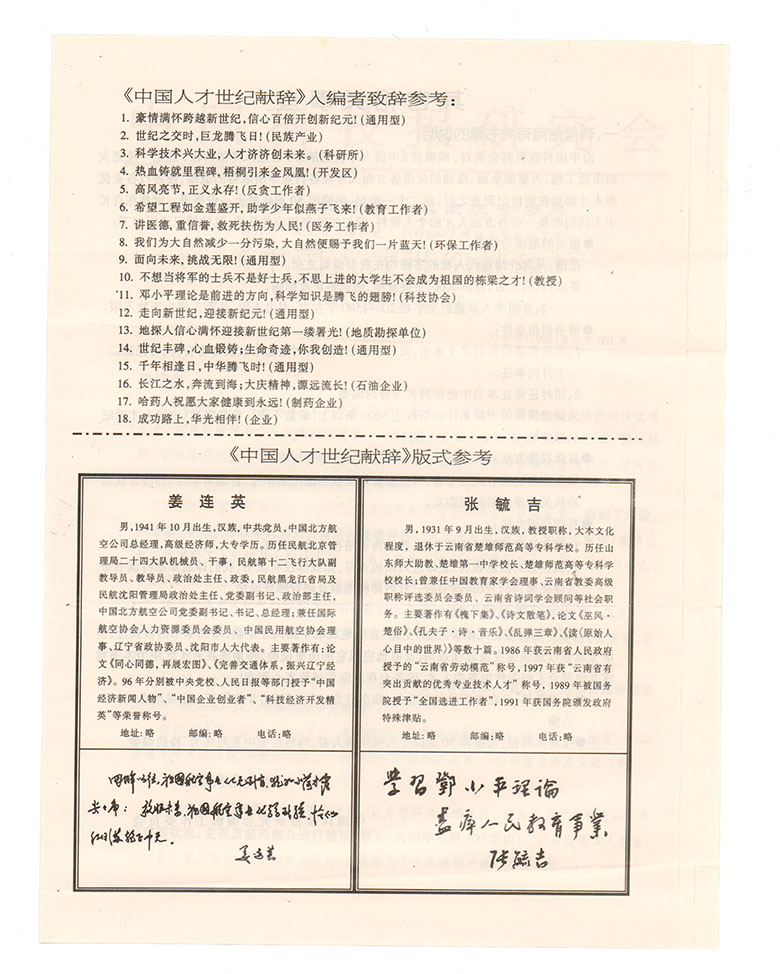 《中国人才世纪献辞》入编者致辞参考：
1. 豪情满怀跨越新世纪，信心百倍开创新纪元！(通用型)
2. 世纪之交时，巨龙腾飞日！(民族产业)
3. 科学技术兴大业，人才济济创未来。(科研所)
4. 热血铸就里程碑，梧桐引来金凤凰！(开发区)
5. 高风亮节，正义永存！(反贪工作者)
6. 希望工程如金莲盛开，助学少年似燕子飞来！(教育工作者)
7. 讲医德，重信誉，救死扶伤为人民！(医务工作者)
8. 我们为大自然减少一分污染，大自然便赐予我们一片蓝天！(环保工作者)
9. 面向未来，挑战无限！(通用型)
10. 不想当将军的士兵不是好士兵，不思上进的大学生不会成为祖国的栋梁之才！(教授)
11. 邓小平理论是前进的方向，科学知识是腾飞的翅膀！(科技协会)
12. 走向新世纪，迎接新纪元！(通用型)
13. 地探人信心满怀迎接新世纪第一缕署光！(地质勘探单位)
14. 世纪丰碑，心血锻铸；生命奇迹，你我创造！(通用型)
15. 千年相逢日，中华腾飞时！(通用型)
16. 长江之水，奔流到海；大庆精神，源远流长！(石油企业)
17. 哈药人祝愿大家健康到永远！(制药企业)
18. 成功路上，华光相伴！(企业)
《中国人才世纪献辞》版式参考
姜连英
男，1941年10月出生，汉族，中共党员，中国北方航
空公司总经理，高级经济师，大专学历。历任民航北京管
理局二十四大队机械员、干事，民航第十二飞行大队副
教导员、教导员、政治处主任、政委，民航黑龙江省局及
民航沈阳管理局政治处主任、党委副书记、政治部主任，
中国北方航空公司党委副书记、书记、总经理；兼任国际
航空协会人力资源委员会委员、中国民用航空协会理
事、辽宁省政协委员、沈阳市人大代表。主要著作有：论
文《同心同德，再展宏图》、《完善交通体系，振兴辽宁经
济》。96年分别被中央党校、人民日报等部门授予“中国
经济新闻人物”、“中国企业创业者”、“科技经济开发精
英”等荣誉称号。
地址：略 邮编：略 电话：略
姜连英
张毓吉
男，1931年9月出生，汉族，教授职称，大本文化
程度，退休于云南省楚雄师范高等专科学校。历任山
东师大助教、楚雄第一中学校长、楚雄师范高等专科学
校校长；曾兼任中国教育家学会理事、云南省教委高级
职称评选委员会委员、云南省诗词学会顾问等社会职
务。主要著作有《槐下集》、《诗文散笔》，论文《巫风·
楚俗》、《孔夫子·诗·音乐》、《乱弹三章》、《读〈原始人
心目中的世界〉》等数十篇。1986年获云南省人民政府
授予的“云南省劳动模范”称号，1997年获“云南省有
突出贡献的优秀专业技术人才”称号，1989年被国务
院授予“全国选进工作者”，1991年获国务院颁发政府
特殊津贴。
地址：略 邮编：略 电话：略
学习鄧小平理论
盡瘁人民教育事業
张毓吉